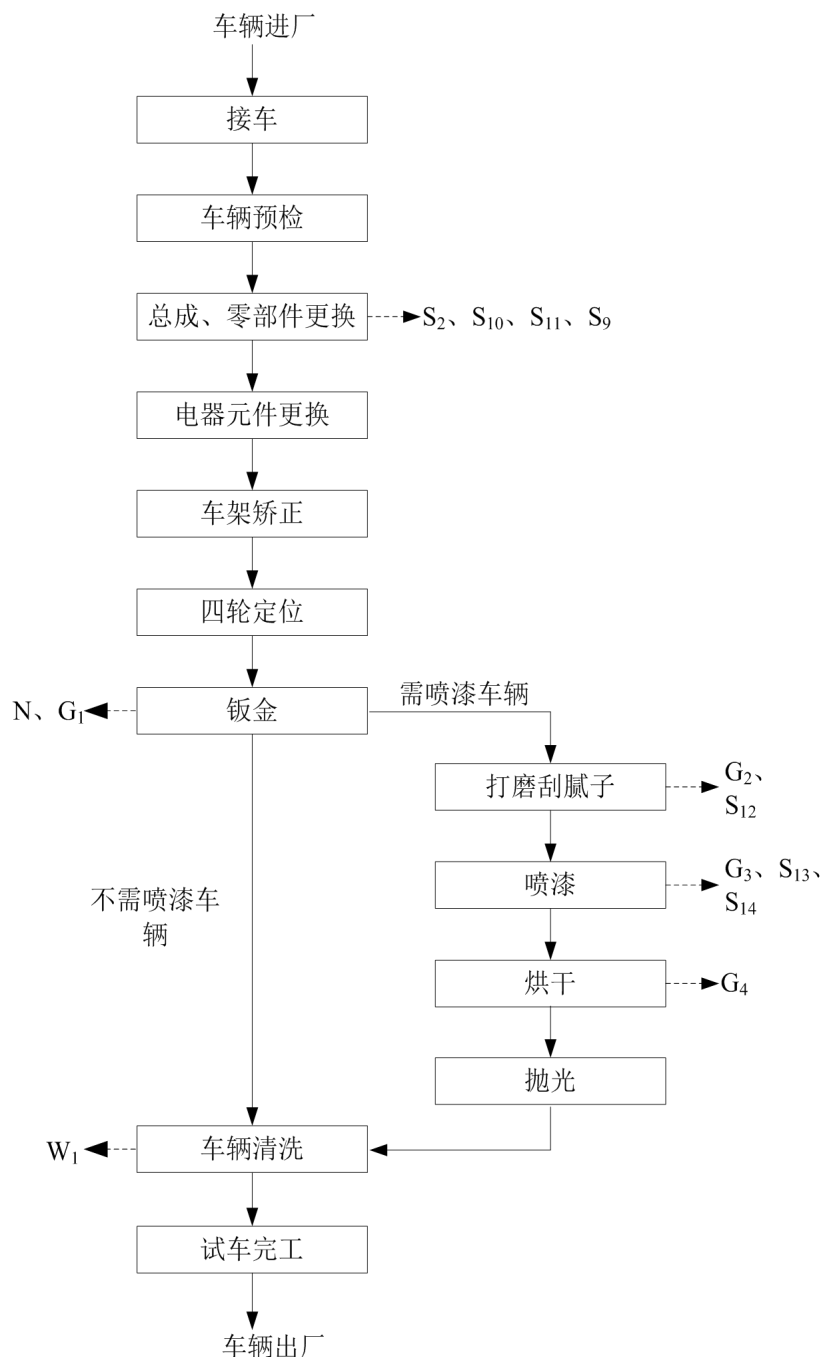 车辆进厂
接车
车辆预检
总成、零部件更换
S₂、S₁₀、S₁₁、S₉
电器元件更换
车架矫正
四轮定位
N、G₁
钣金
需喷漆车辆
打磨刮腻子
G₂、
S₁₂
喷漆
G₃、S₁₃、
S₁₄
不需喷漆车
辆
烘干
G₄
抛光
W₁
车辆清洗
试车完工
车辆出厂